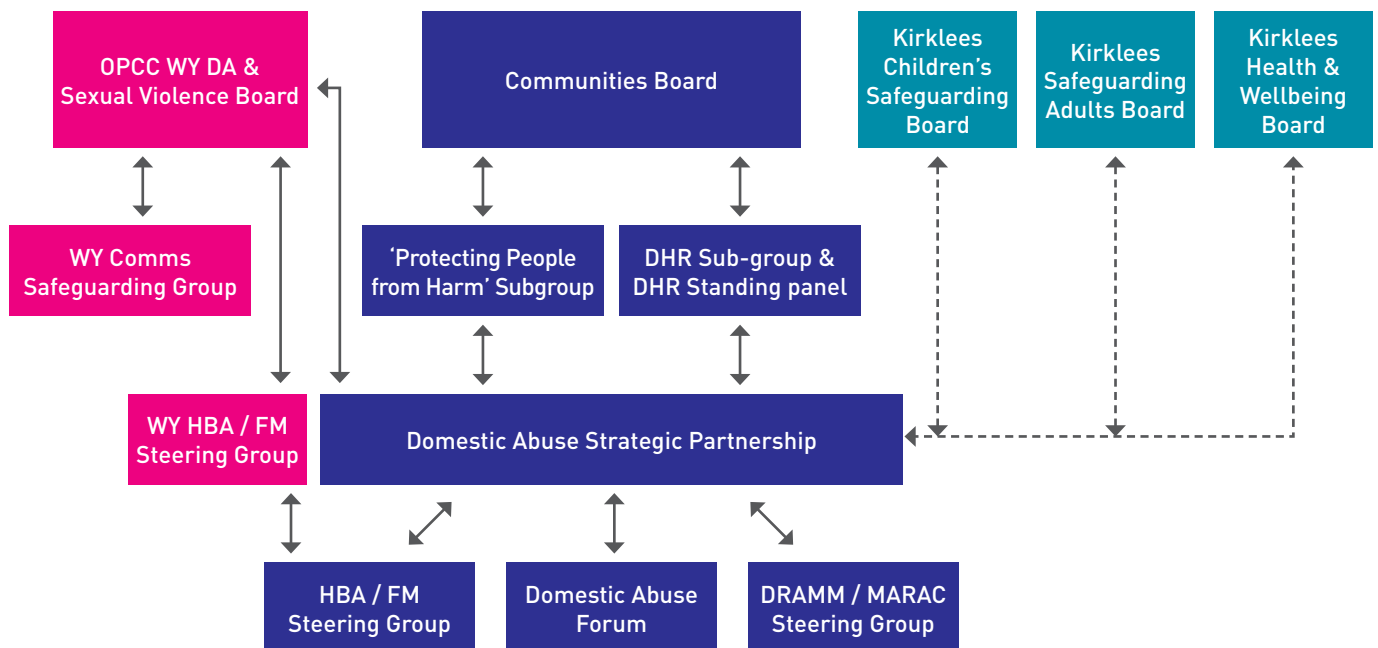 OPCC WY DA &
Sexual Violence Board
Communities Board
Kirklees
Children’s
Safeguarding
Board
Kirklees
Safeguarding
Adults Board
Kirklees
Health &
Wellbeing
Board
WY Comms
Safeguarding Group
‘Protecting People
from Harm’ Subgroup
DHR Sub-group &
DHR Standing panel
WY HBA / FM
Steering Group
Domestic Abuse Strategic Partnership
HBA / FM
Steering Group
Domestic Abuse
Forum
DRAMM / MARAC
Steering Group